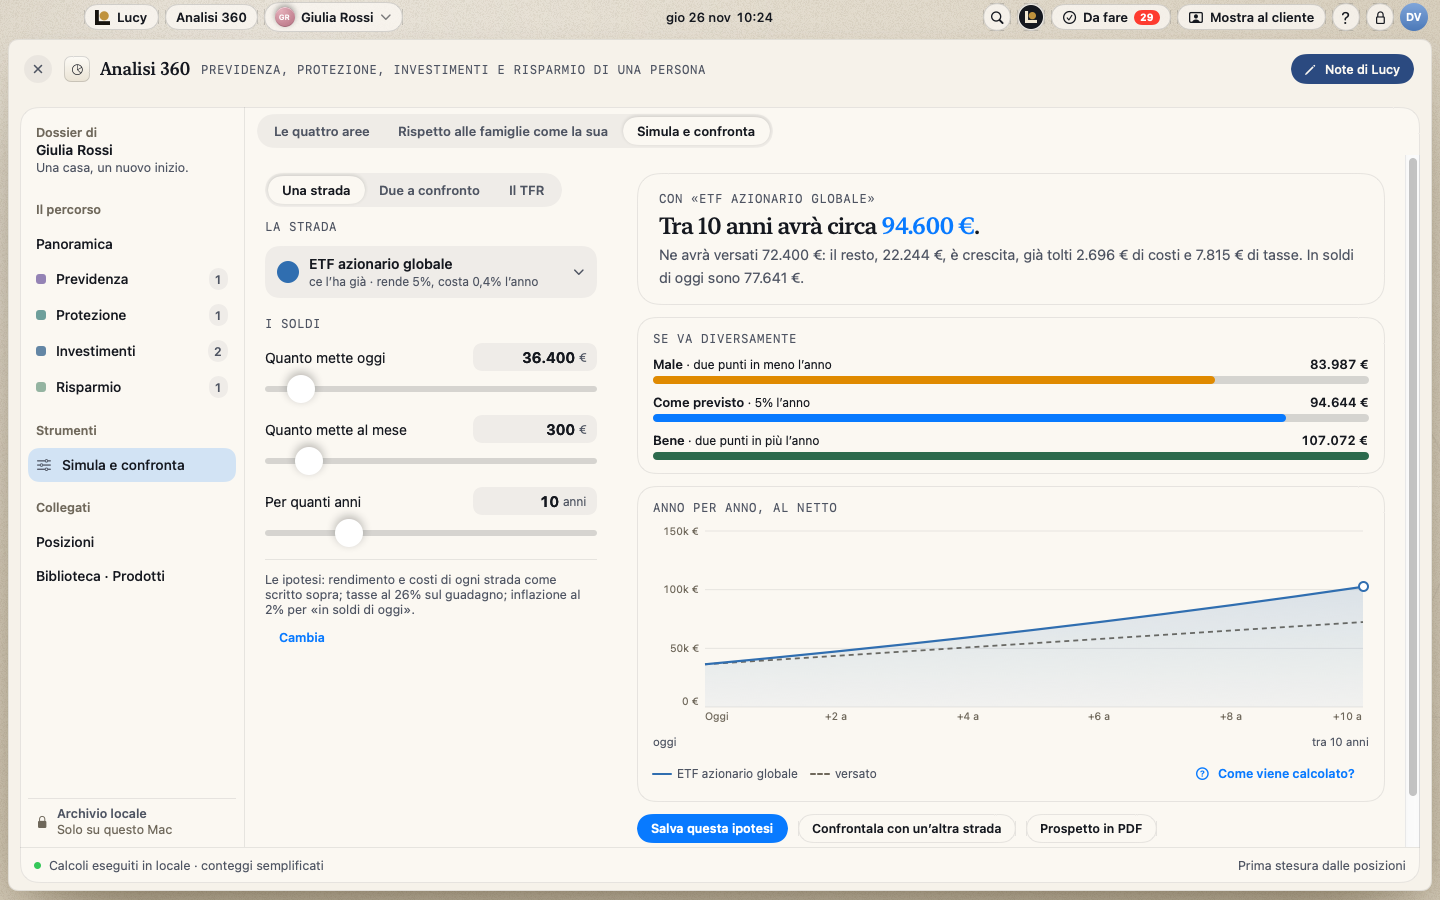 Lucy
Analisi 360
GR Giulia Rossi
gio 26 nov 10:24
Da fare 29
Mostra al cliente
?
DV
Analisi 360 PREVIDENZA, PROTEZIONE, INVESTIMENTI E RISPARMIO DI UNA PERSONA
Note di Lucy
Dossier di
Giulia Rossi
Una casa, un nuovo inizio.
Il percorso
Panoramica
Previdenza 1
Protezione 1
Investimenti 2
Risparmio 1
Strumenti
Simula e confronta
Collegati
Posizioni
Biblioteca · Prodotti
Archivio locale
Solo su questo Mac
Le quattro aree
Rispetto alle famiglie come la sua
Simula e confronta
Una strada
Due a confronto
Il TFR
LA STRADA
ETF azionario globale
ce l’ha già · rende 5%, costa 0,4% l’anno
I SOLDI
Quanto mette oggi 36.400 €
Quanto mette al mese 300 €
Per quanti anni 10 anni
Le ipotesi: rendimento e costi di ogni strada come
scritto sopra; tasse al 26% sul guadagno; inflazione al
2% per «in soldi di oggi».
Cambia
CON «ETF AZIONARIO GLOBALE»
Tra 10 anni avrà circa 94.600 €.
Ne avrà versati 72.400 €: il resto, 22.244 €, è crescita, già tolti 2.696 € di costi e 7.815 € di tasse. In soldi
di oggi sono 77.641 €.
SE VA DIVERSAMENTE
Male · due punti in meno l’anno 83.987 €
Come previsto · 5% l’anno 94.644 €
Bene · due punti in più l’anno 107.072 €
ANNO PER ANNO, AL NETTO
150k €
100k €
50k €
0 €
Oggi +2 a +4 a +6 a +8 a +10 a
oggi tra 10 anni
ETF azionario globale versato
? Come viene calcolato?
Salva questa ipotesi
Confrontala con un’altra strada
Prospetto in PDF
Calcoli eseguiti in locale · conteggi semplificati
Prima stesura dalle posizioni